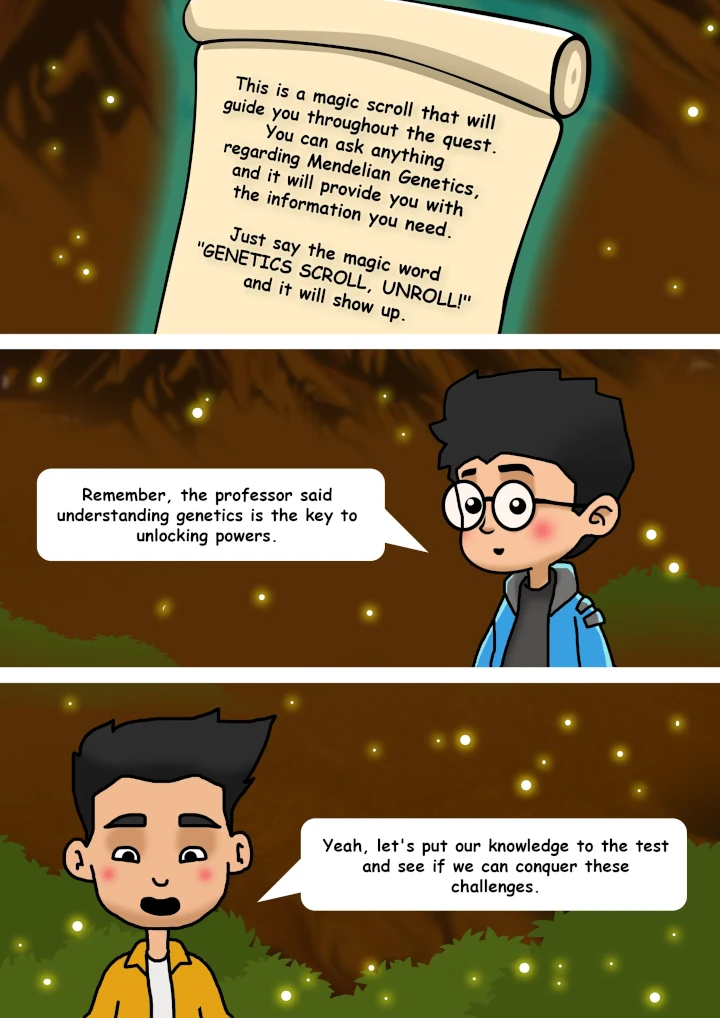 This is a magic scroll that will
guide you throughout the quest.
You can ask anything
regarding Mendelian Genetics,
and it will provide you with
the information you need.
Just say the magic word
"GENETICS SCROLL, UNROLL!"
and it will show up.
Remember, the professor said
understanding genetics is the key to
unlocking powers.
Yeah, let's put our knowledge to the test
and see if we can conquer these
challenges.